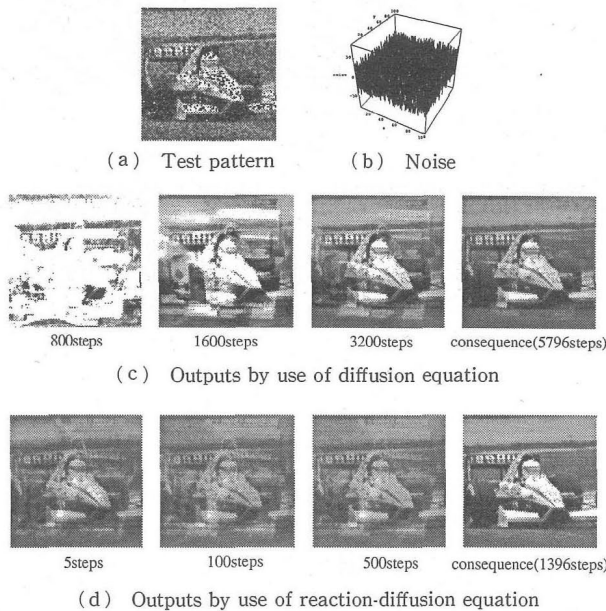 (a) Test pattern
(b) Noise
800steps
1600steps
3200steps
consequence(5796steps)
(c) Outputs by use of diffusion equation
5steps
100steps
500steps
consequence(1396steps)
(d) Outputs by use of reaction-diffusion equation